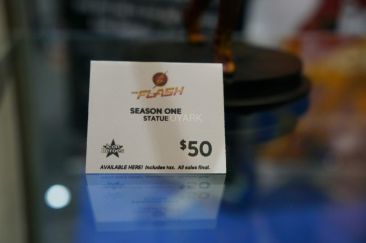 THE FLASH
SEASON ONE
STATUE
$50
AVAILABLE HERE! Includes tax. All sales final.